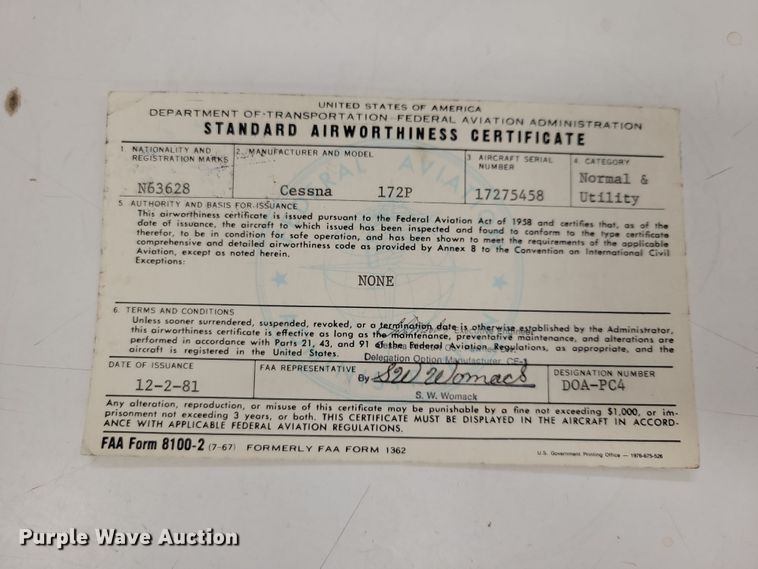 UNITED STATES OF AMERICA
DEPARTMENT OF TRANSPORTATION-FEDERAL AVIATION ADMINISTRATION
STANDARD AIRWORTHINESS CERTIFICATE
1. NATIONALITY AND REGISTRATION MARKS
N63628
2. MANUFACTURER AND MODEL
Cessna 172P
3. AIRCRAFT SERIAL NUMBER
17275458
4. CATEGORY
Normal &
Utility
5. AUTHORITY AND BASIS FOR ISSUANCE
This airworthiness certificate is issued pursuant to the Federal Aviation Act of 1958 and certifies that, as of the
date of issuance, the aircraft to which issued has been inspected and found to conform to the type certificate
therefor, to be in condition for safe operation, and has been shown to meet the requirements of the applicable
comprehensive and detailed airworthiness code as provided by Annex 8 to the Convention on International Civil
Aviation, except as noted herein.
Exceptions:
NONE
6. TERMS AND CONDITIONS
Unless sooner surrendered, suspended, revoked, or a termination date is otherwise established by the Administrator,
this airworthiness certificate is effective as long as the maintenance, preventive maintenance, and alterations are
performed in accordance with Parts 21, 43, and 91 of the Federal Aviation Regulations, as appropriate, and the
aircraft is registered in the United States.
Delegation Option Manufacturer, CE-1
DATE OF ISSUANCE
12-2-81
FAA REPRESENTATIVE
By S W Womack
S. W. Womack
DESIGNATION NUMBER
DOA-PC4
Any alteration, reproduction, or misuse of this certificate may be punishable by a fine not exceeding $1,000, or im-
prisonment not exceeding 3 years, or both. THIS CERTIFICATE MUST BE DISPLAYED IN THE AIRCRAFT IN ACCORD-
ANCE WITH APPLICABLE FEDERAL AVIATION REGULATIONS.
FAA Form 8100-2 (7-67) FORMERLY FAA FORM 1362
U.S. Government Printing Office — 1976-675-526
Purple Wave Auction